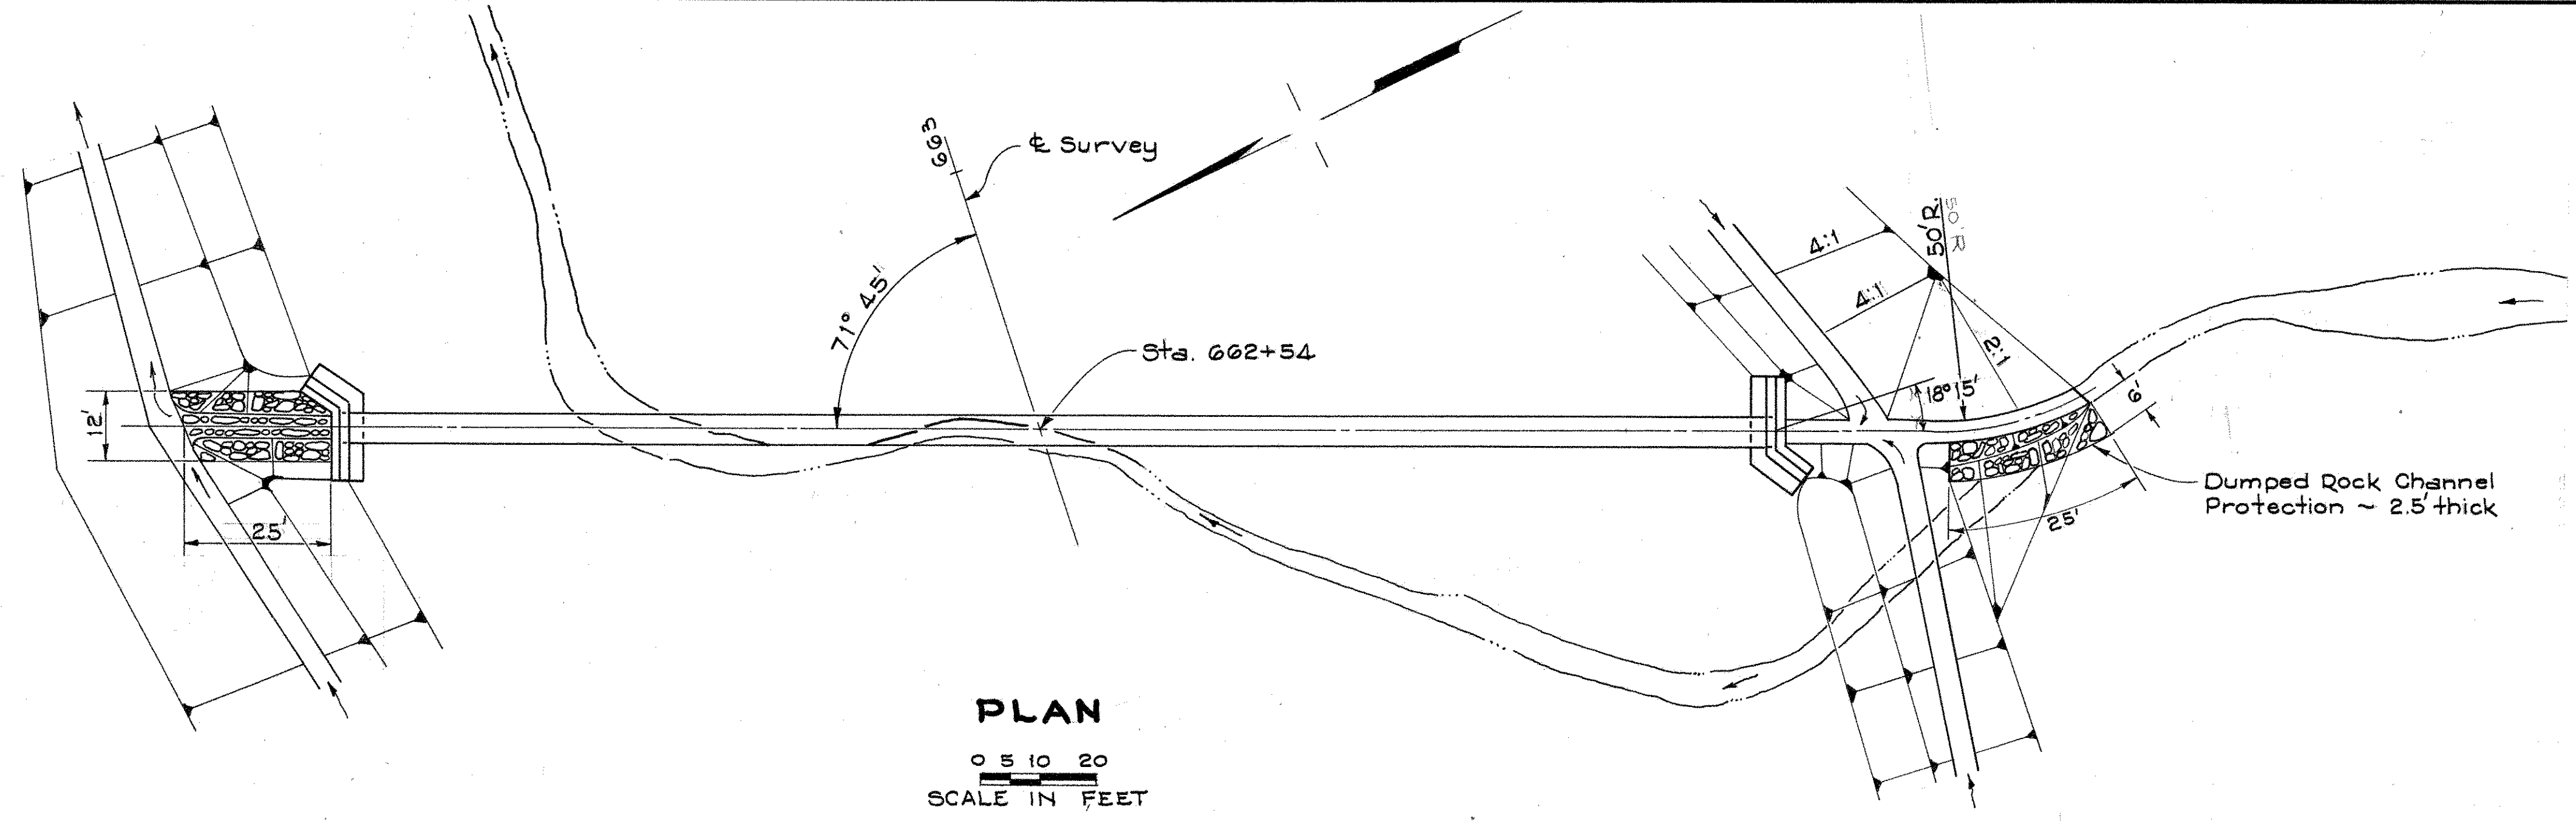 663
℄ Survey
71° 45'
Sta. 662+54
12'
25'
4:1
4:1
50'R.
50'R
2:1
18° 15'
6'
25'
Dumped Rock Channel
Protection ~ 2.5' thick
PLAN
0 5 10 20
SCALE IN FEET